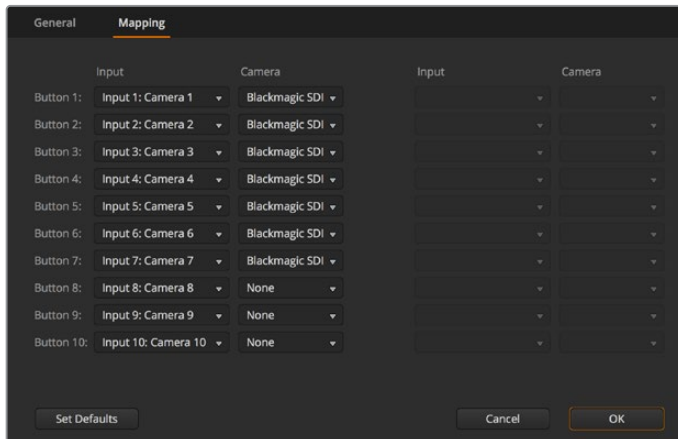 General Mapping
Input Camera Input Camera
Button 1: Input 1: Camera 1 Blackmagic SDI
Button 2: Input 2: Camera 2 Blackmagic SDI
Button 3: Input 3: Camera 3 Blackmagic SDI
Button 4: Input 4: Camera 4 Blackmagic SDI
Button 5: Input 5: Camera 5 Blackmagic SDI
Button 6: Input 6: Camera 6 Blackmagic SDI
Button 7: Input 7: Camera 7 Blackmagic SDI
Button 8: Input 8: Camera 8 None
Button 9: Input 9: Camera 9 None
Button 10: Input 10: Camera 10 None
Set Defaults Cancel OK